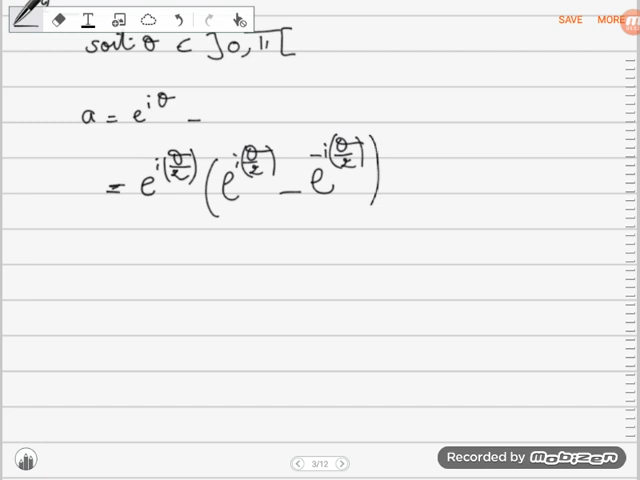 SAVE MORE
soit θ ∈ ]0, π[
a = e^{iθ} -
= e^{i(θ/2)} ( e^{i(θ/2)} - e^{-i(θ/2)} )
3/12
Recorded by Mobizen